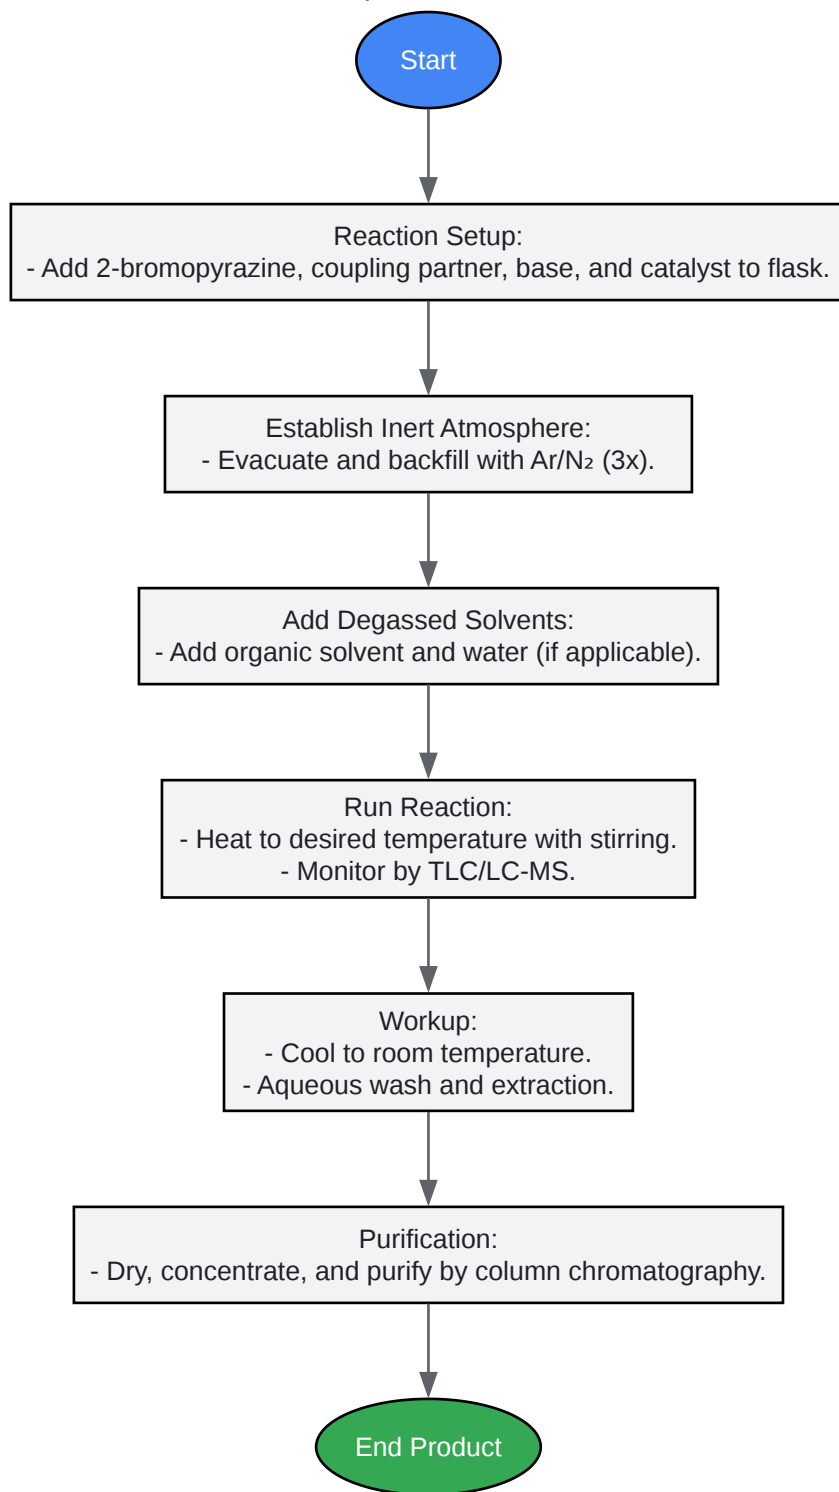 Start
Reaction Setup:
- Add 2-bromopyrazine, coupling partner, base, and catalyst to flask.
Establish Inert Atmosphere:
- Evacuate and backfill with Ar/N₂ (3x).
Add Degassed Solvents:
- Add organic solvent and water (if applicable).
Run Reaction:
- Heat to desired temperature with stirring.
- Monitor by TLC/LC-MS.
Workup:
- Cool to room temperature.
- Aqueous wash and extraction.
Purification:
- Dry, concentrate, and purify by column chromatography.
End Product